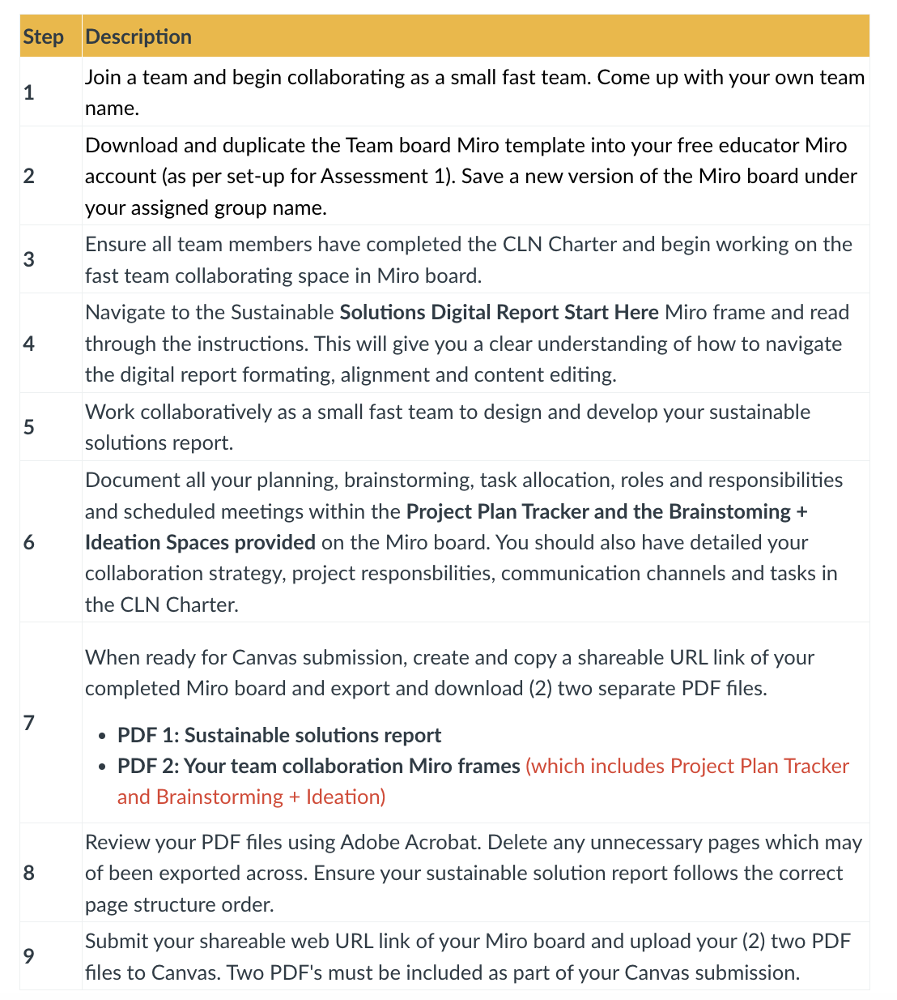 Step Description
1
Join a team and begin collaborating as a small fast team. Come up with your own team
name.
2
Download and duplicate the Team board Miro template into your free educator Miro
account (as per set-up for Assessment 1). Save a new version of the Miro board under
your assigned group name.
3
Ensure all team members have completed the CLN Charter and begin working on the
fast team collaborating space in Miro board.
4
Navigate to the Sustainable Solutions Digital Report Start Here Miro frame and read
through the instructions. This will give you a clear understanding of how to navigate
the digital report formating, alignment and content editing.
5
Work collaboratively as a small fast team to design and develop your sustainable
solutions report.
6
Document all your planning, brainstorming, task allocation, roles and responsibilities
and scheduled meetings within the Project Plan Tracker and the Brainstoming +
Ideation Spaces provided on the Miro board. You should also have detailed your
collaboration strategy, project responsbilities, communication channels and tasks in
the CLN Charter.
7
When ready for Canvas submission, create and copy a shareable URL link of your
completed Miro board and export and download (2) two separate PDF files.
• PDF 1: Sustainable solutions report
• PDF 2: Your team collaboration Miro frames (which includes Project Plan Tracker
and Brainstorming + Ideation)
8
Review your PDF files using Adobe Acrobat. Delete any unnecessary pages which may
of been exported across. Ensure your sustainable solution report follows the correct
page structure order.
9
Submit your shareable web URL link of your Miro board and upload your (2) two PDF
files to Canvas. Two PDF's must be included as part of your Canvas submission.